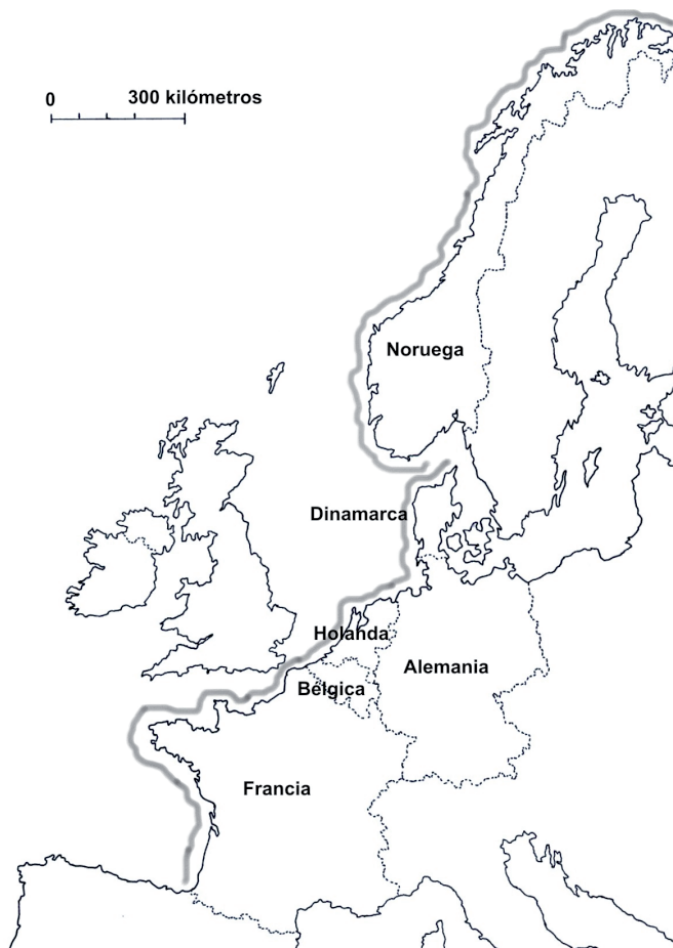 0 300 kilómetros
Noruega
Dinamarca
Holanda
Alemania
Bélgica
Francia